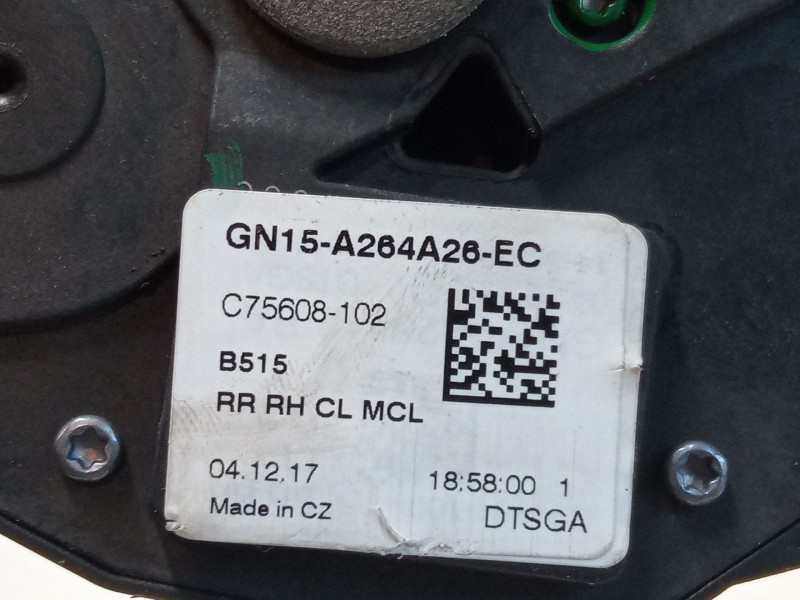 GN15-A264A26-EC
C75608-102
B515
RR RH CL MCL
04.12.17 18:58:00 1
Made in CZ DTSGA